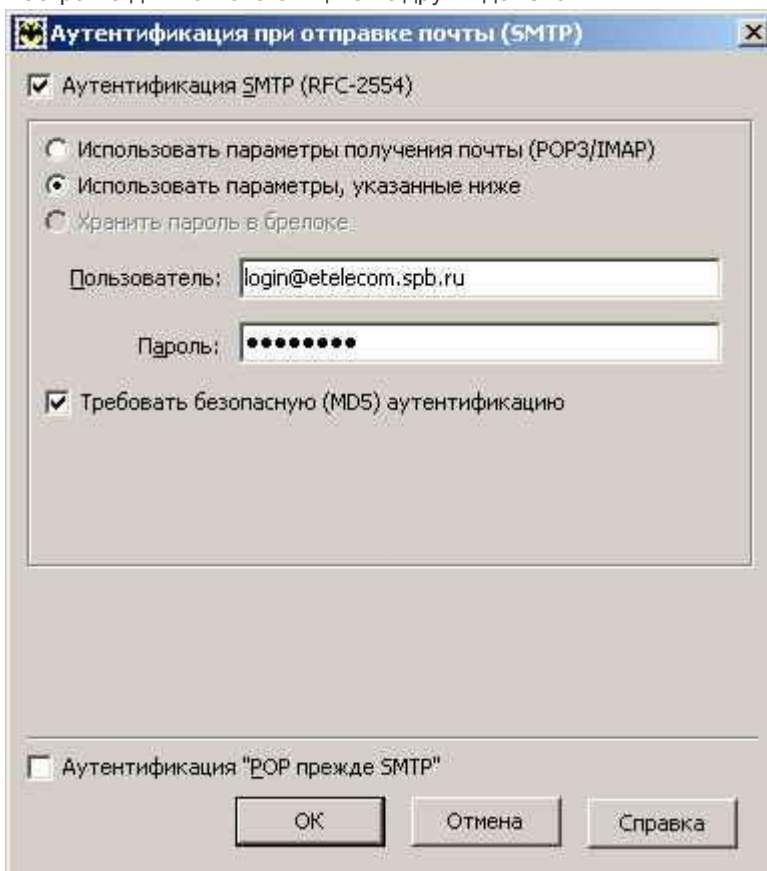 Аутентификация при отправке почты (SMTP)
Аутентификация SMTP (RFC-2554)
Использовать параметры получения почты (POP3/IMAP)
Использовать параметры, указанные ниже
Хранить пароль в брелоке
Пользователь: login@etelecom.spb.ru
Пароль: ••••••••
Требовать безопасную (MD5) аутентификацию
Аутентификация "POP прежде SMTP"
OK Отмена Справка